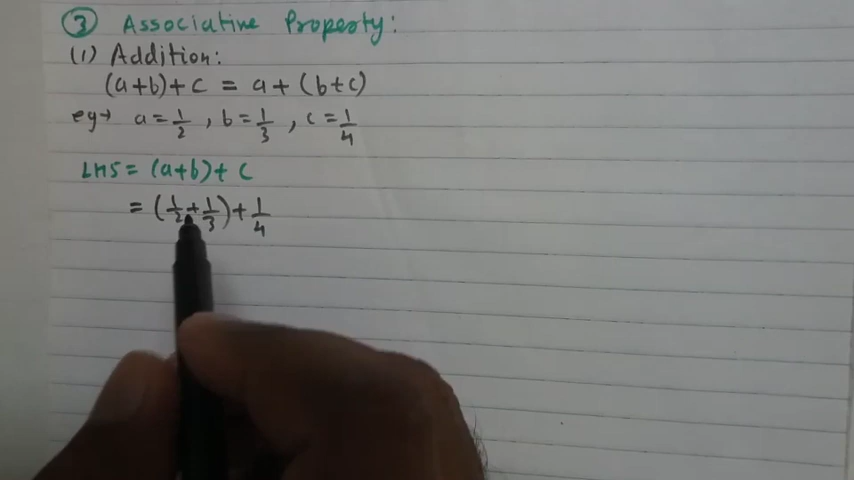 ③ Associative Property:
(1) Addition:
(a+b)+c = a+(b+c)
eg→ a=1/2, b=1/3, c=1/4
LHS = (a+b)+c
= (1/2+1/3)+1/4